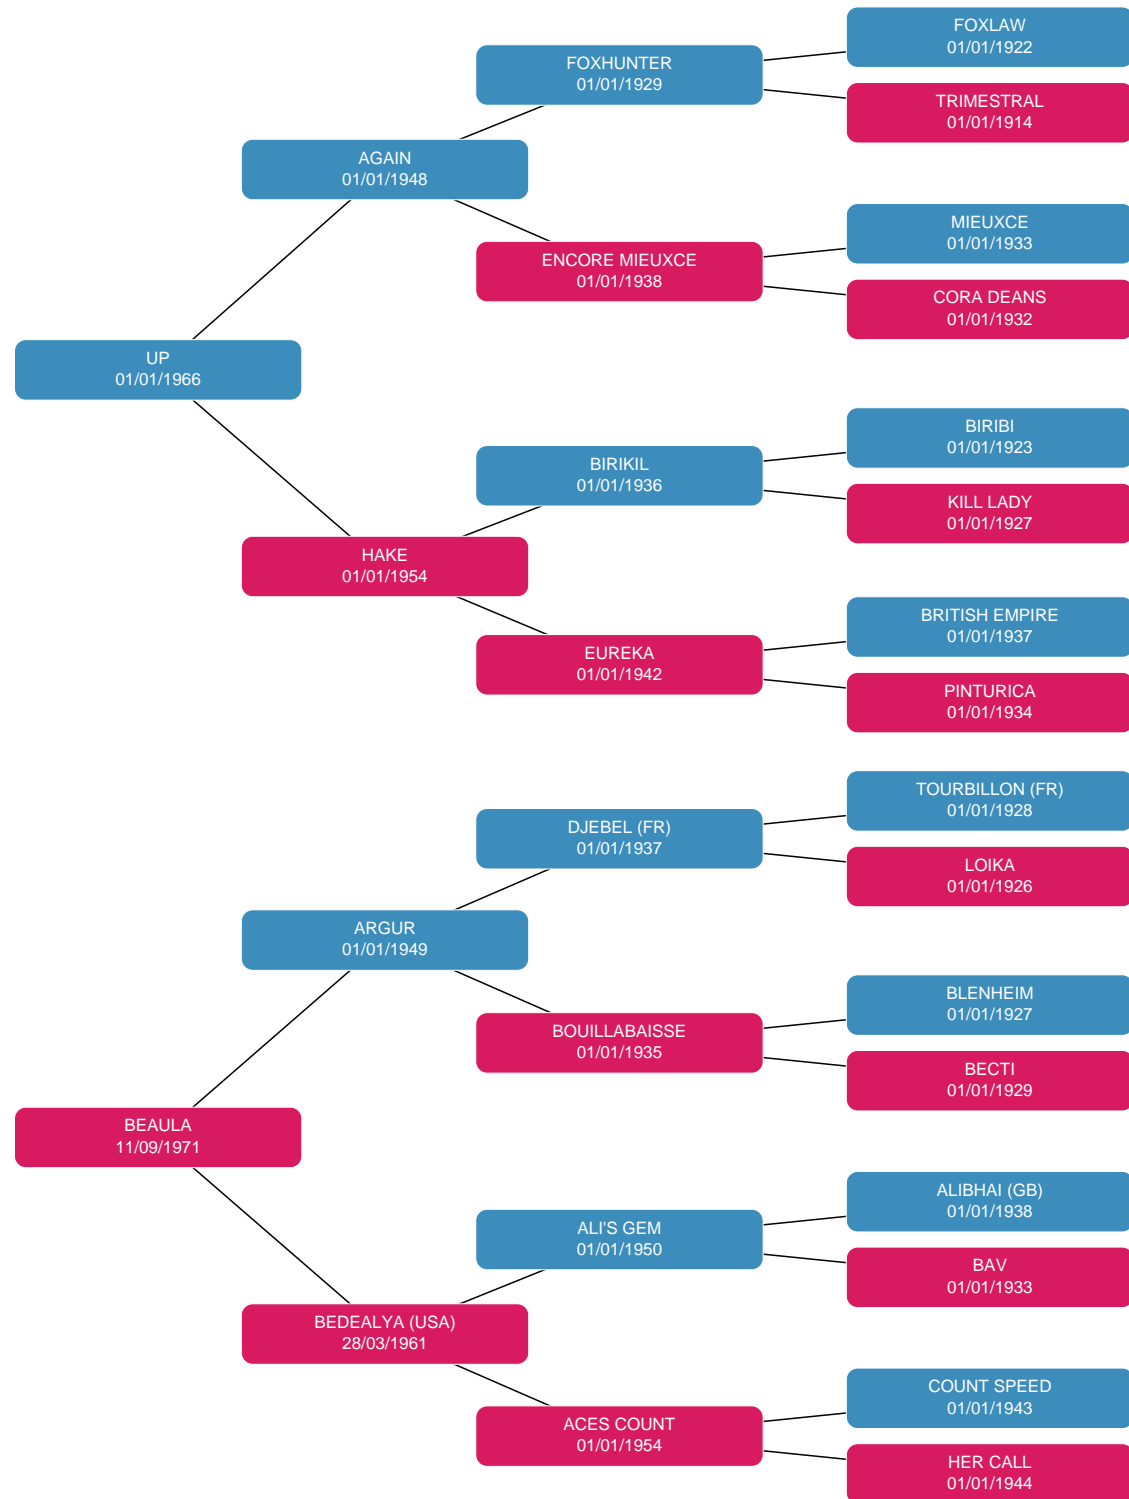 FOXLAW
01/01/1922
FOXHUNTER
01/01/1929
TRIMESTRAL
01/01/1914
AGAIN
01/01/1948
MIEUXCE
01/01/1933
ENCORE MIEUXCE
01/01/1938
CORA DEANS
01/01/1932
UP
01/01/1966
BIRIBI
01/01/1923
BIRIKIL
01/01/1936
KILL LADY
01/01/1927
HAKE
01/01/1954
BRITISH EMPIRE
01/01/1937
EUREKA
01/01/1942
PINTURICA
01/01/1934
TOURBILLON (FR)
01/01/1928
DJEBEL (FR)
01/01/1937
LOIKA
01/01/1926
ARGUR
01/01/1949
BLENHEIM
01/01/1927
BOUILLABAISSE
01/01/1935
BECTI
01/01/1929
BEAULA
11/09/1971
ALIBHAI (GB)
01/01/1938
ALI'S GEM
01/01/1950
BAV
01/01/1933
BEDEALYA (USA)
28/03/1961
COUNT SPEED
01/01/1943
ACES COUNT
01/01/1954
HER CALL
01/01/1944